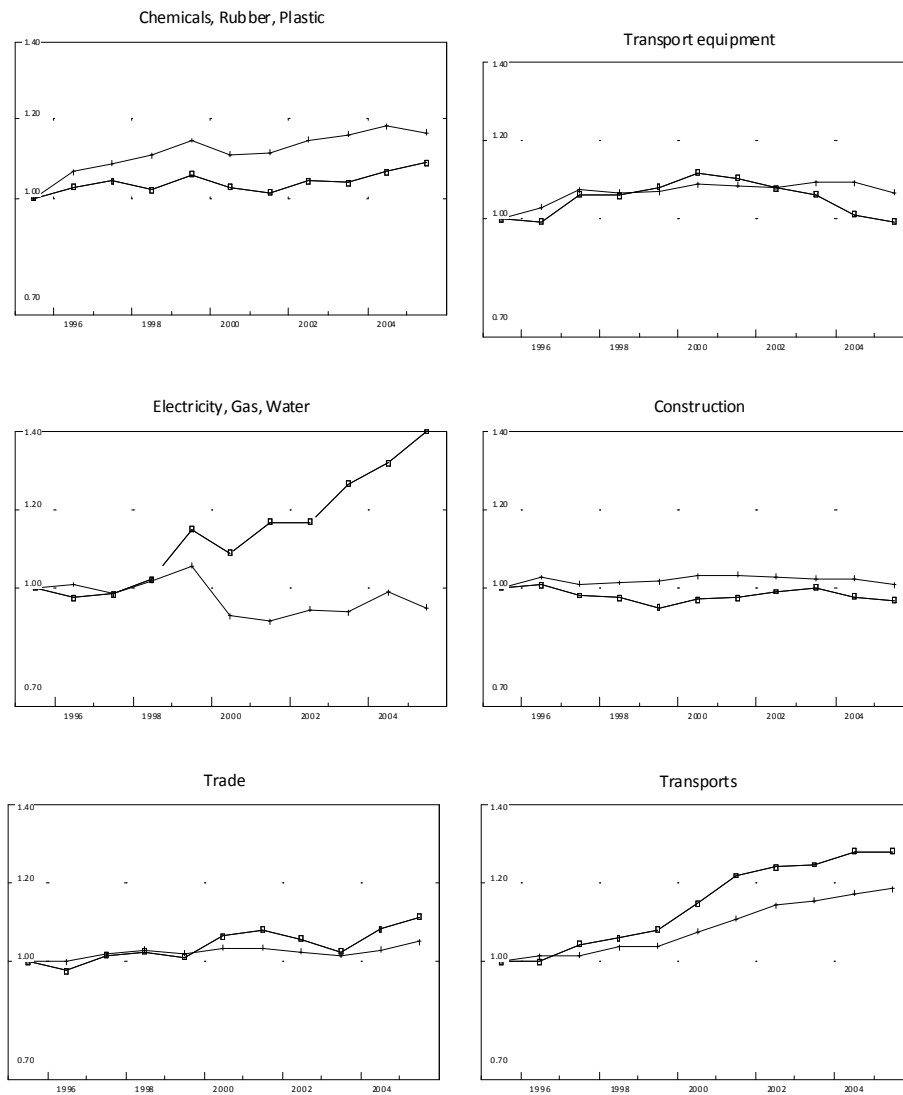 Chemicals, Rubber, Plastic
1.40
1.20
1.00
0.70
1996 1998 2000 2002 2004
Transport equipment
1.40
1.20
1.00
0.70
1996 1998 2000 2002 2004
Electricity, Gas, Water
1.40
1.20
1.00
0.70
1996 1998 2000 2002 2004
Construction
1.40
1.20
1.00
0.70
1996 1998 2000 2002 2004
Trade
1.40
1.20
1.00
0.70
1996 1998 2000 2002 2004
Transports
1.40
1.20
1.00
0.70
1996 1998 2000 2002 2004